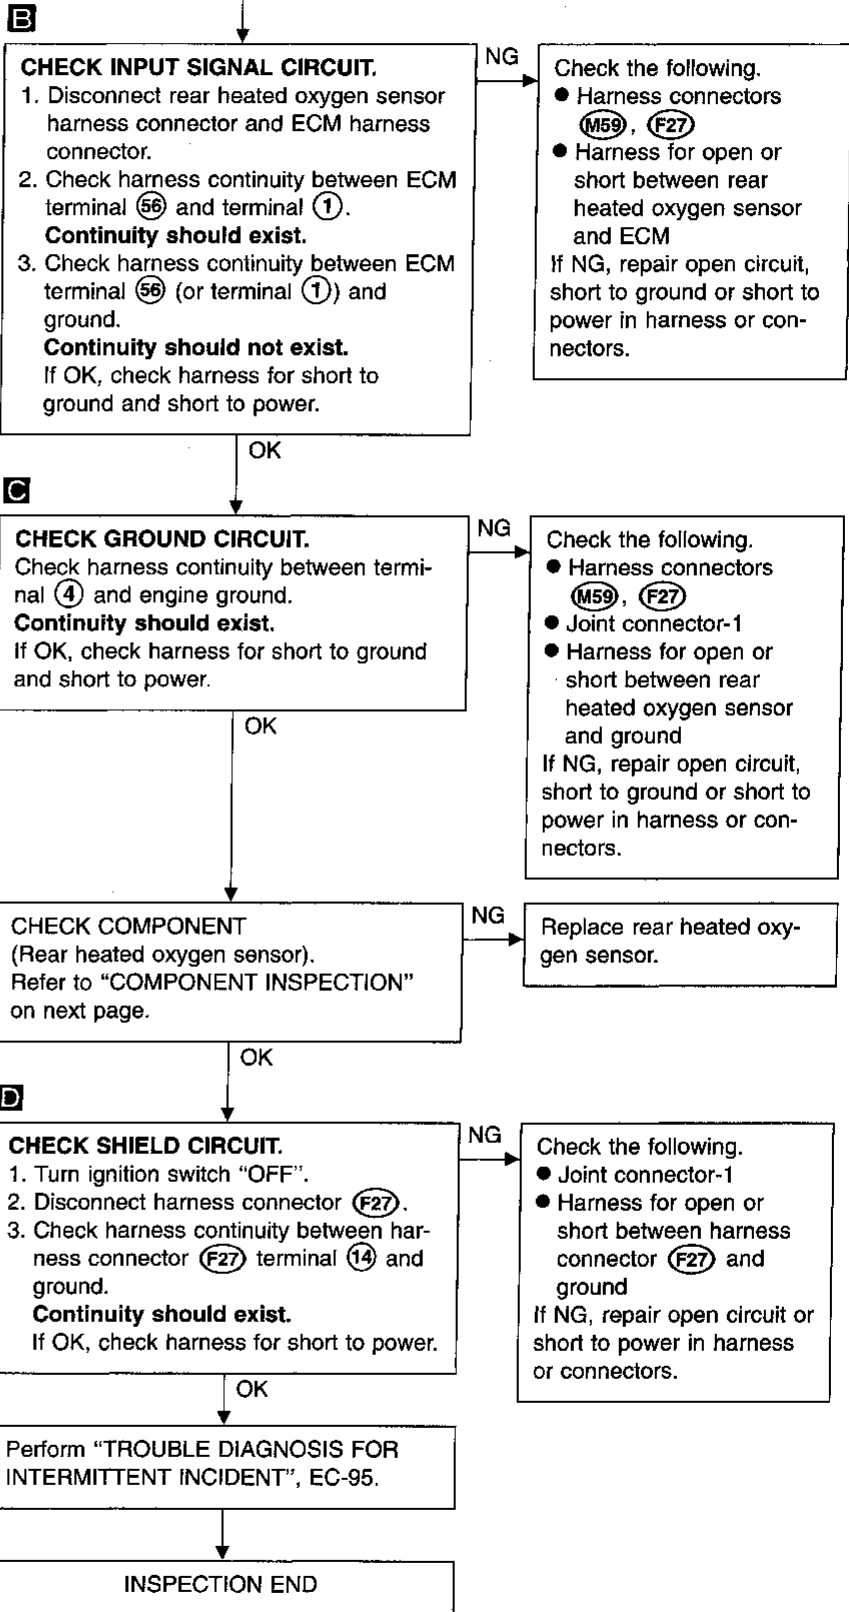 B
CHECK INPUT SIGNAL CIRCUIT.
1. Disconnect rear heated oxygen sensor
harness connector and ECM harness
connector.
2. Check harness continuity between ECM
terminal 56 and terminal 1.
Continuity should exist.
3. Check harness continuity between ECM
terminal 56 (or terminal 1) and
ground.
Continuity should not exist.
If OK, check harness for short to
ground and short to power.
NG
Check the following.
● Harness connectors
M59, F27
● Harness for open or
short between rear
heated oxygen sensor
and ECM
If NG, repair open circuit,
short to ground or short to
power in harness or con-
nectors.
OK
C
CHECK GROUND CIRCUIT.
Check harness continuity between termi-
nal 4 and engine ground.
Continuity should exist.
If OK, check harness for short to ground
and short to power.
NG
Check the following.
● Harness connectors
M59, F27
● Joint connector-1
● Harness for open or
short between rear
heated oxygen sensor
and ground
If NG, repair open circuit,
short to ground or short to
power in harness or con-
nectors.
OK
CHECK COMPONENT
(Rear heated oxygen sensor).
Refer to “COMPONENT INSPECTION”
on next page.
NG
Replace rear heated oxy-
gen sensor.
OK
D
CHECK SHIELD CIRCUIT.
1. Turn ignition switch “OFF”.
2. Disconnect harness connector F27.
3. Check harness continuity between har-
ness connector F27 terminal 14 and
ground.
Continuity should exist.
If OK, check harness for short to power.
NG
Check the following.
● Joint connector-1
● Harness for open or
short between harness
connector F27 and
ground
If NG, repair open circuit or
short to power in harness
or connectors.
OK
Perform “TROUBLE DIAGNOSIS FOR
INTERMITTENT INCIDENT”, EC-95.
INSPECTION END